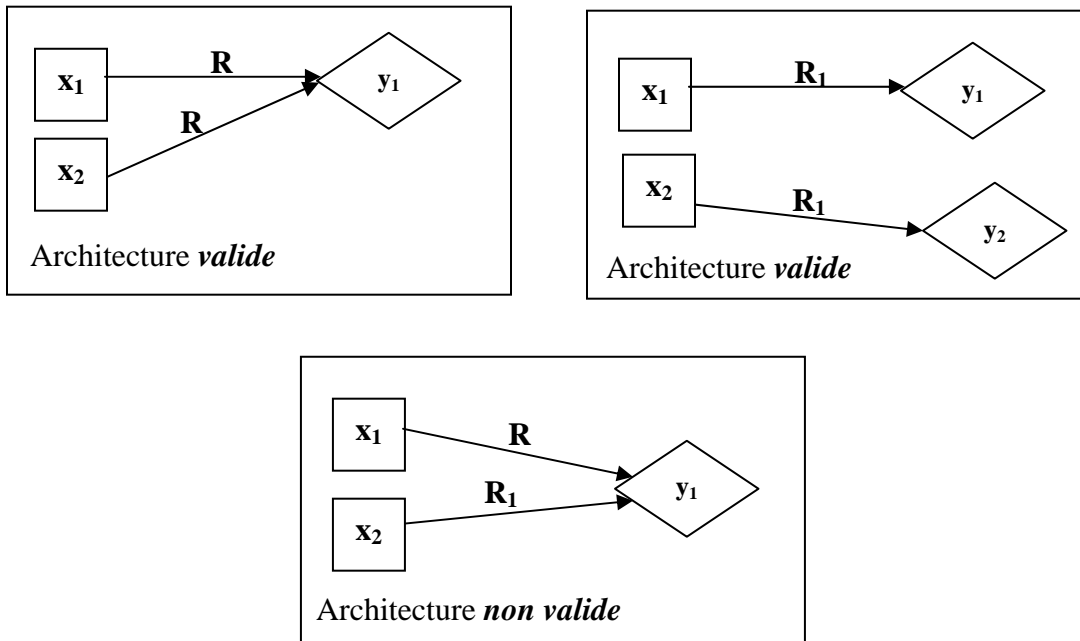 x₁
R
y₁
R
x₂
Architecture valide
x₁
R₁
y₁
x₂
R₁
y₂
Architecture valide
x₁
R
y₁
R₁
x₂
Architecture non valide